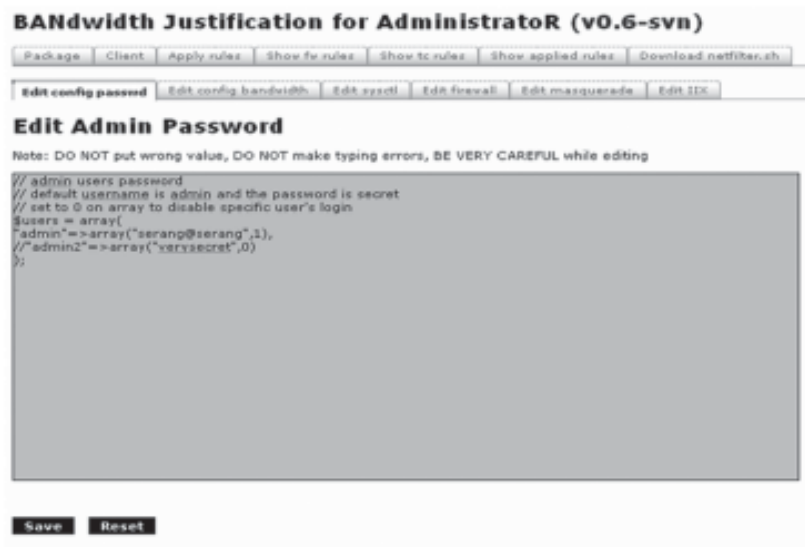 BANdwidth Justification for AdministratoR (v0.6-svn)
Package Client Apply rules Show fw rules Show tc rules Show applied rules Download netfilter.sh
Edit config passwd Edit config bandwidth Edit sysctl Edit firewall Edit masquerade Edit IIX
Edit Admin Password
Note: DO NOT put wrong value, DO NOT make typing errors, BE VERY CAREFUL while editing
// admin users password
// default username is admin and the password is secret
// set to 0 on array to disable specific user's login
$users = array(
"admin"=>array("serang@serang",1),
//"admin2"=>array("verysecret",0)
);
Save Reset